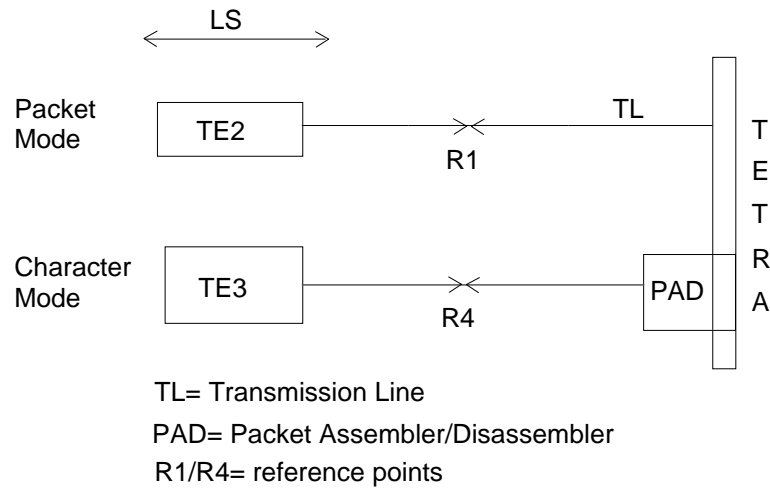 LS
Packet
Mode
TE2
TL
R1
T
E
T
R
A
Character
Mode
TE3
PAD
R4
TL= Transmission Line
PAD= Packet Assembler/Disassembler
R1/R4= reference points